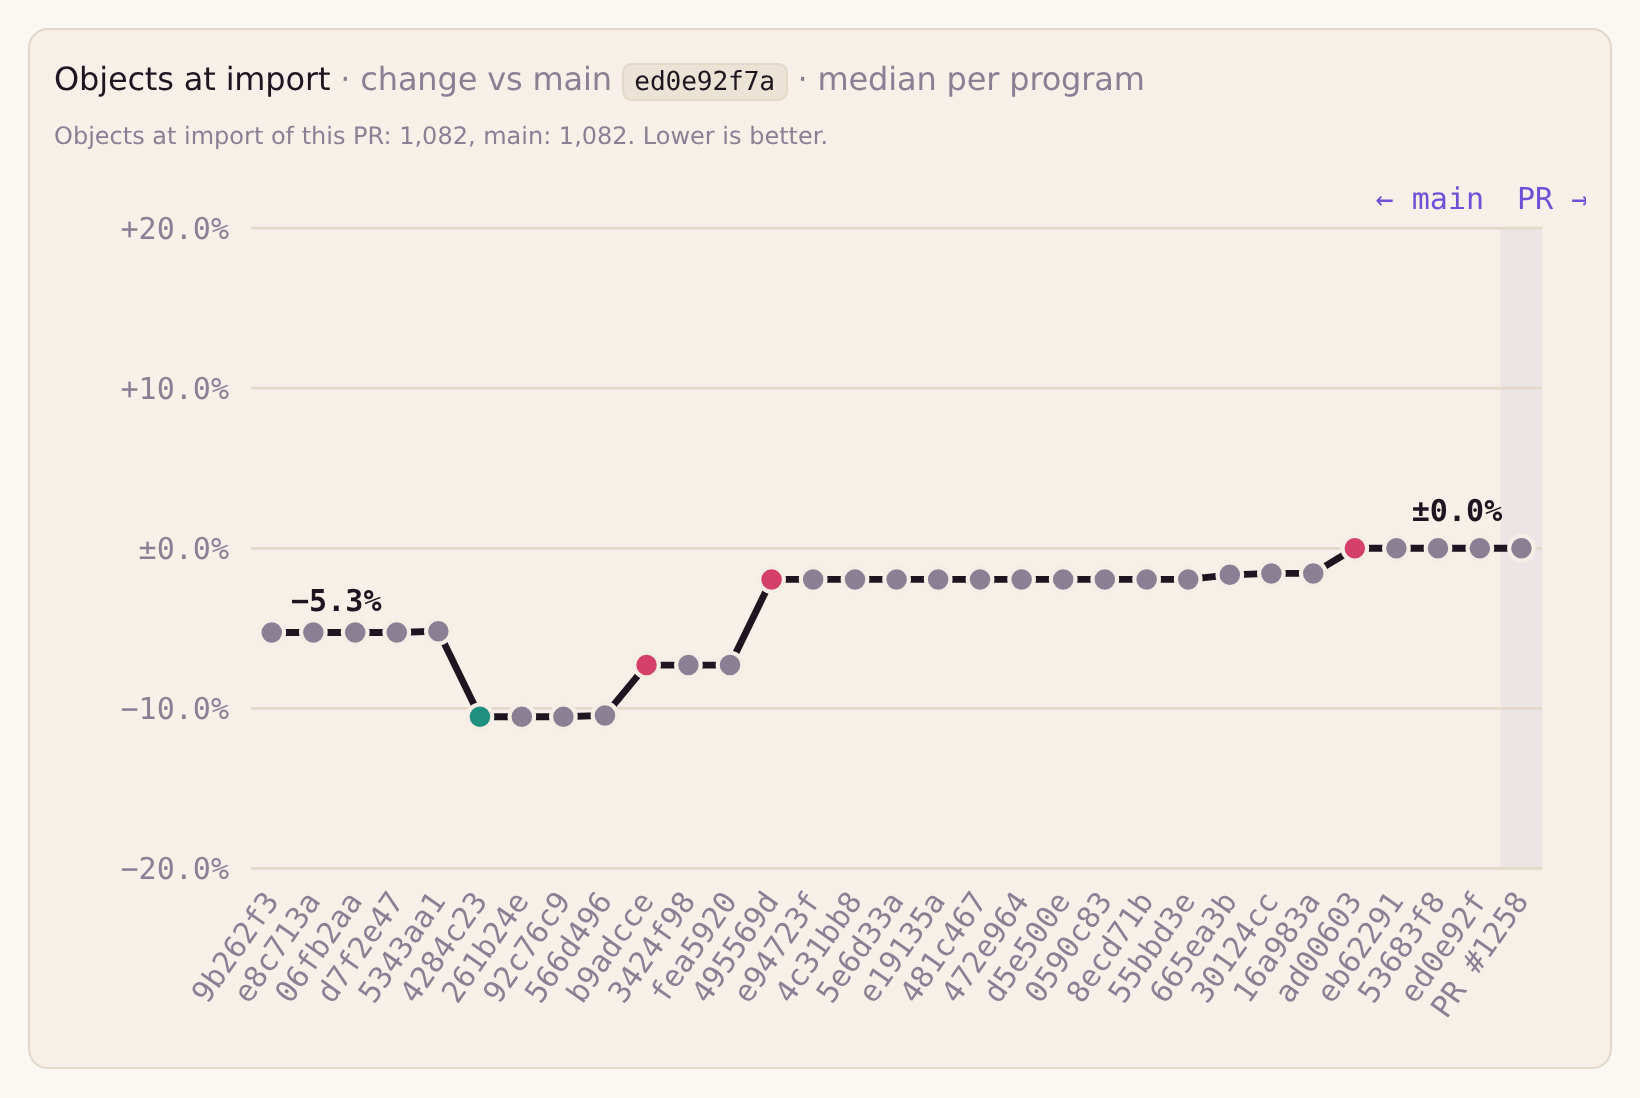 Objects at import · change vs main ed0e92f7a · median per program
Objects at import of this PR: 1,082, main: 1,082. Lower is better.
← main PR →
+20.0%
+10.0%
±0.0%
−10.0%
−20.0%
−5.3%
±0.0%
9b262f3
e8c713a
06fb2aa
d7f2e47
5343aa1
4284c23
261b24e
92c76c9
566d496
b9adcce
3424f98
fea5920
495569d
e94723f
4c31bb8
5e6d33a
e19135a
481c467
472e964
d5e500e
0590c83
8ecd71b
55bbd3e
665ea3b
30124cc
16a983a
ad00603
eb62291
53683f8
ed0e92f
PR #1258